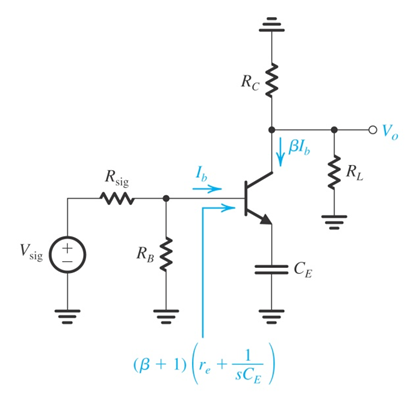 R_C
βI_b
V_o
I_b
R_sig
R_L
V_sig
+
−
R_B
C_E
(β + 1) (r_e + 1/sC_E)